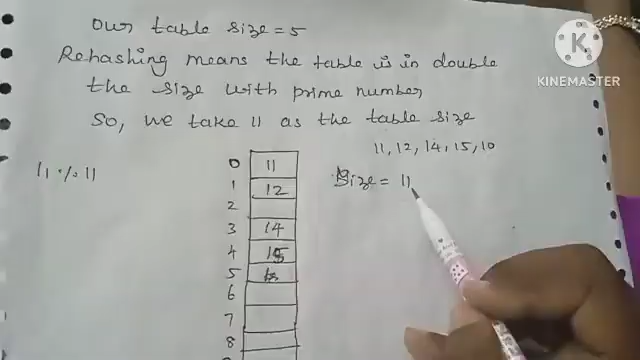 Our table size = 5
Rehashing means the table is in double
the size with prime number
So, we take 11 as the table size
11, 12, 14, 15, 10
11 % 11
Size = 11
0 11
1 12
2
3 14
4 15
5
6
7
8
K
KINEMASTER